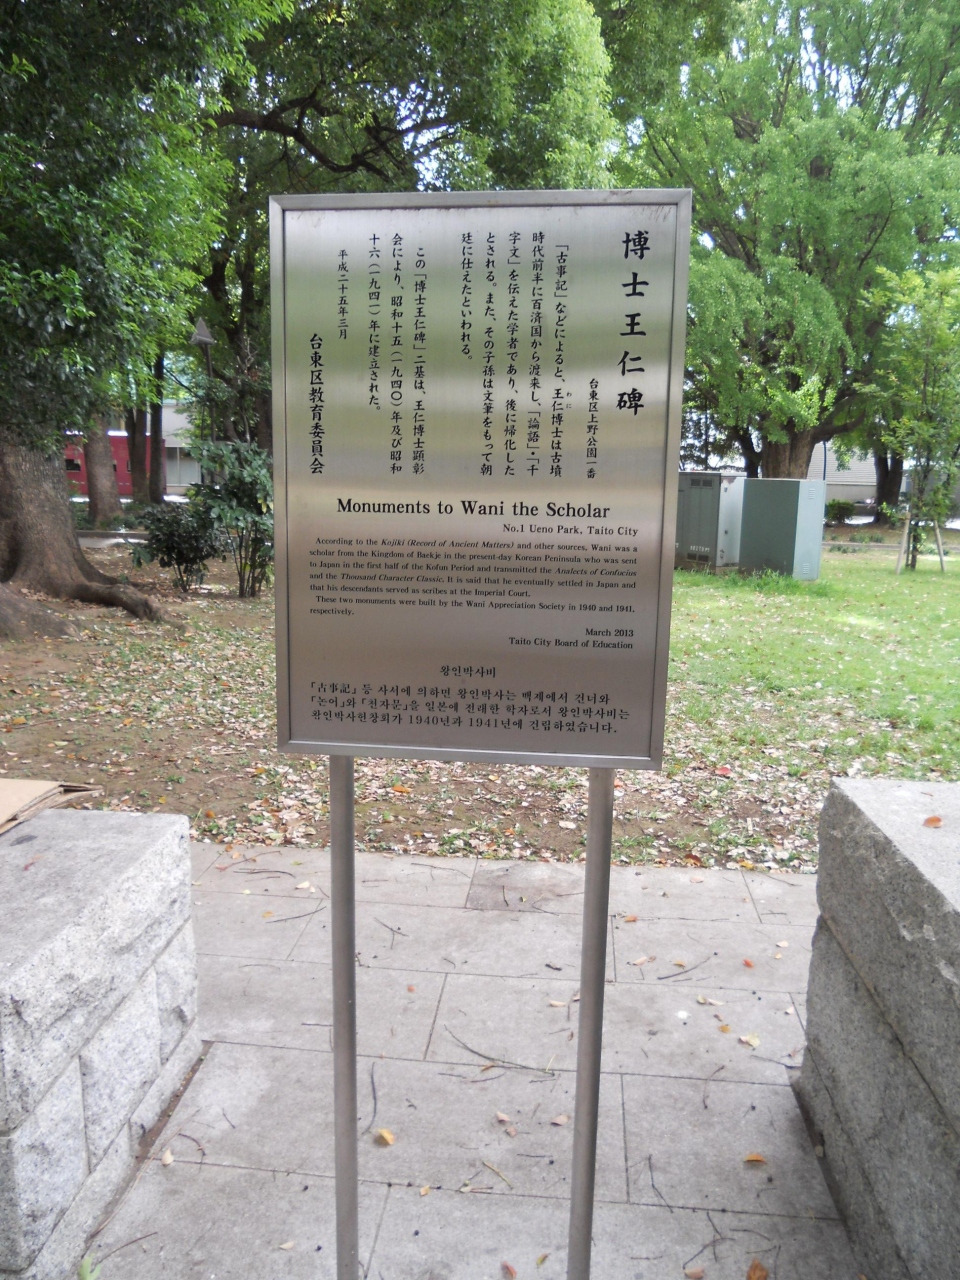 博士王仁碑
台東区上野公園一番
「古事記」などによると、王仁博士は古墳
わに
時代前半に百済国から渡来し、「論語」・「千
字文」を伝えた学者であり、後に帰化した
とされる。また、その子孫は文筆をもって朝
廷に仕えたといわれる。
この「博士王仁碑」二基は、王仁博士顕彰
会により、昭和十五(一九四〇)年及び昭和
十六(一九四一)年に建立された。
平成二十五年三月
台東区教育委員会
Monuments to Wani the Scholar
No.1 Ueno Park, Taito City
According to the Kojiki (Record of Ancient Matters) and other sources, Wani was a
scholar from the Kingdom of Baekje in the present-day Korean Peninsula who was sent
to Japan in the first half of the Kofun Period and transmitted the Analects of Confucius
and the Thousand Character Classic. It is said that he eventually settled in Japan and
that his descendants served as scribes at the Imperial Court.
These two monuments were built by the Wani Appreciation Society in 1940 and 1941,
respectively.
March 2013
Taito City Board of Education
왕인박사비
「古事記」 등 사서에 의하면 왕인박사는 백제에서 건너와
「논어」와 「천자문」을 일본에 전래한 학자로서 왕인박사비는
왕인박사현창회가 1940년과 1941년에 건립하였습니다.